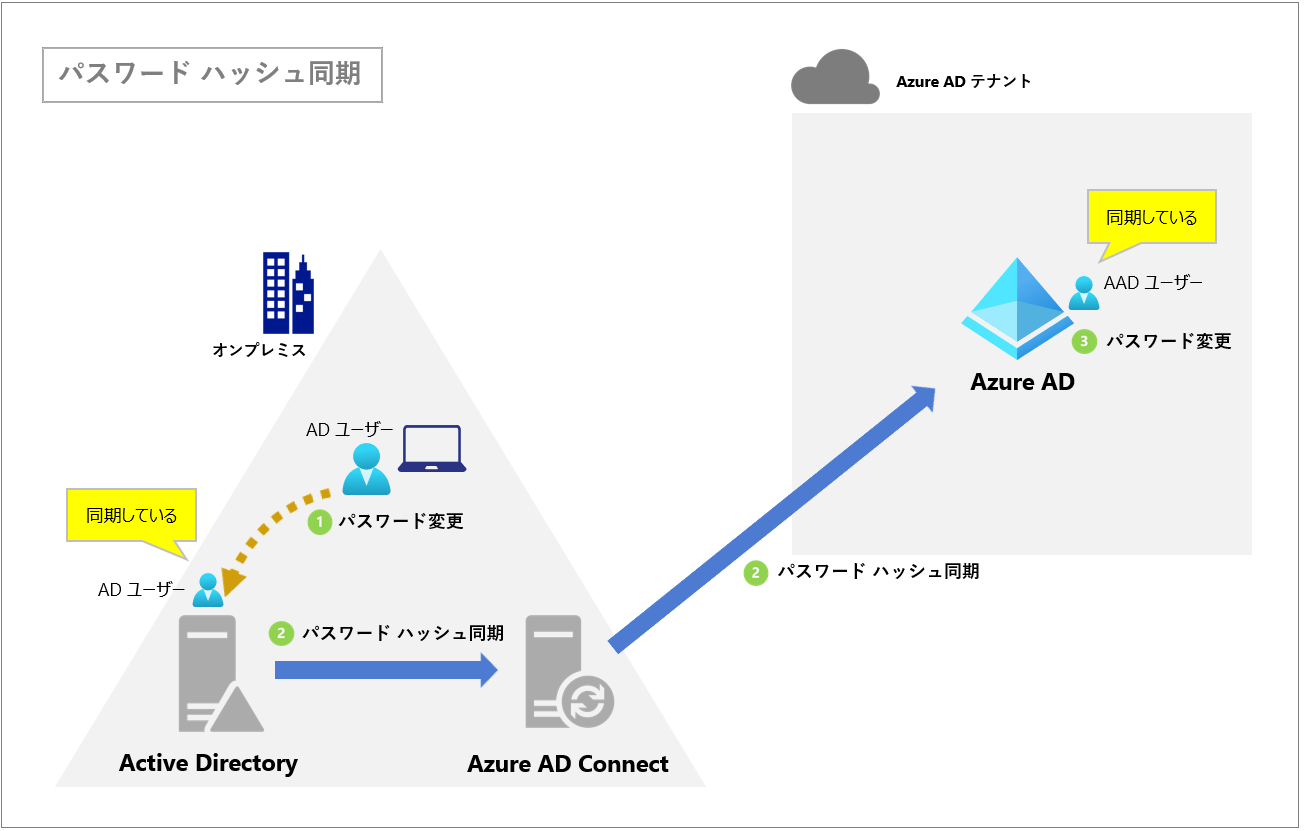 パスワード ハッシュ同期
Azure AD テナント
同期している
AAD ユーザー
3 パスワード変更
Azure AD
オンプレミス
AD ユーザー
1 パスワード変更
同期している
AD ユーザー
2 パスワード ハッシュ同期
2 パスワード ハッシュ同期
Active Directory
Azure AD Connect